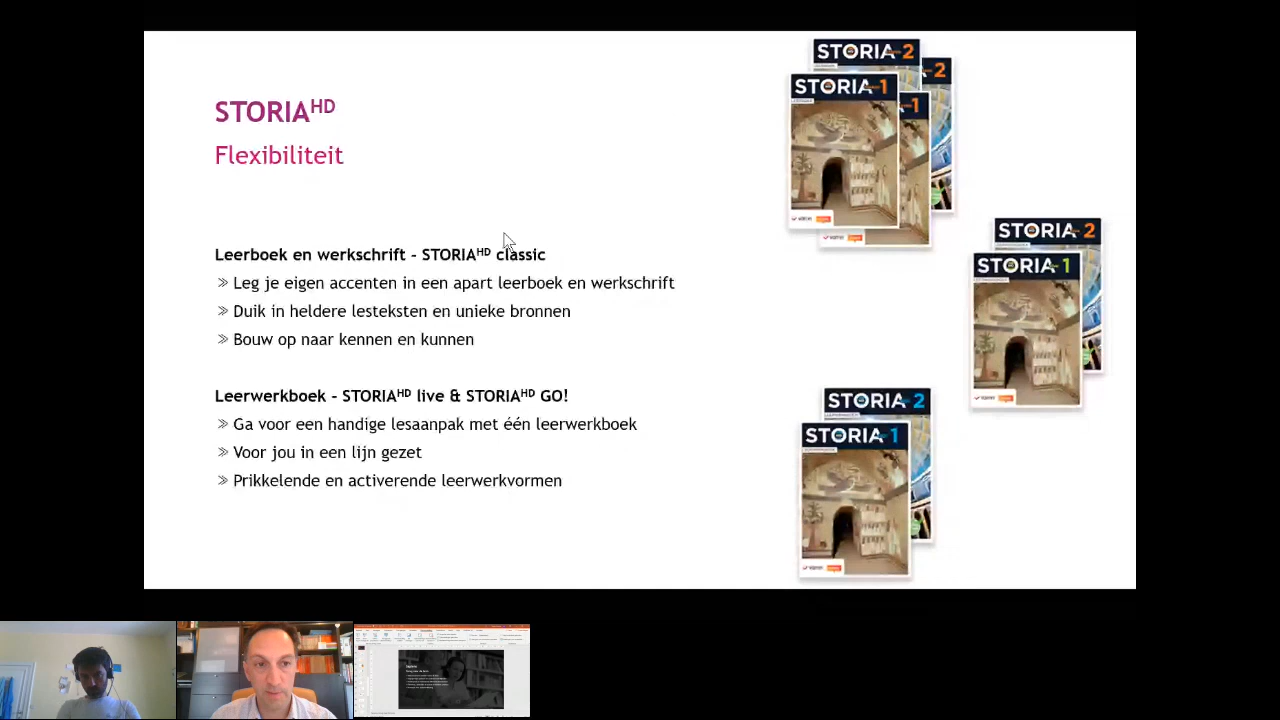 STORIAHD
Flexibiliteit
Leerboek en werkschrift – STORIAHD classic
» Leg je eigen accenten in een apart leerboek en werkschrift
» Duik in heldere lesteksten en unieke bronnen
» Bouw op naar kennen en kunnen
Leerwerkboek – STORIAHD live & STORIAHD GO!
» Ga voor een handige lesaanpak met één leerwerkboek
» Voor jou in een lijn gezet
» Prikkelende en activerende leerwerkvormen
STORIA 2
2
STORIA 1
1
STORIA 2
STORIA 1
STORIA 2
STORIA 1